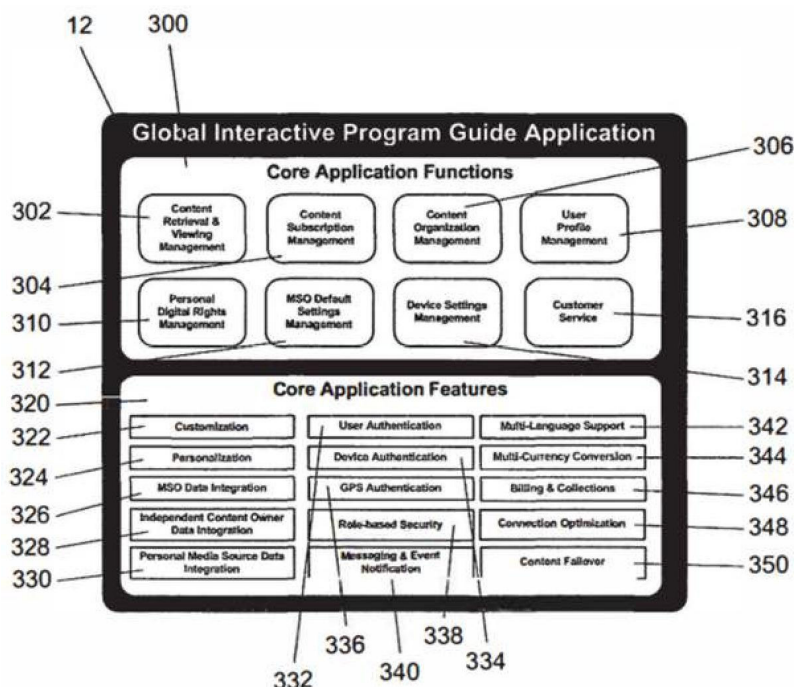 12
300
Global Interactive Program Guide Application
Core Application Functions
306
302
Content
Retrieval &
Viewing
Management
Content
Subscription
Management
Content
Organization
Management
User
Profile
Management
308
304
310
Personal
Digital Rights
Management
MSO Default
Settings
Management
Device Settings
Management
Customer
Service
316
312
314
Core Application Features
320
322
Customization
User Authentication
Multi-Language Support
342
324
Personalization
Device Authentication
Multi-Currency Conversion
344
326
MSO Data Integration
GPS Authentication
Billing & Collections
346
328
Independent Content Owner
Data Intogration
Role-based Security
Connection Optimization
348
330
Personal Media Source Data
Integration
Messaging & Event
Notification
Content Failover
350
336
338
334
332
340